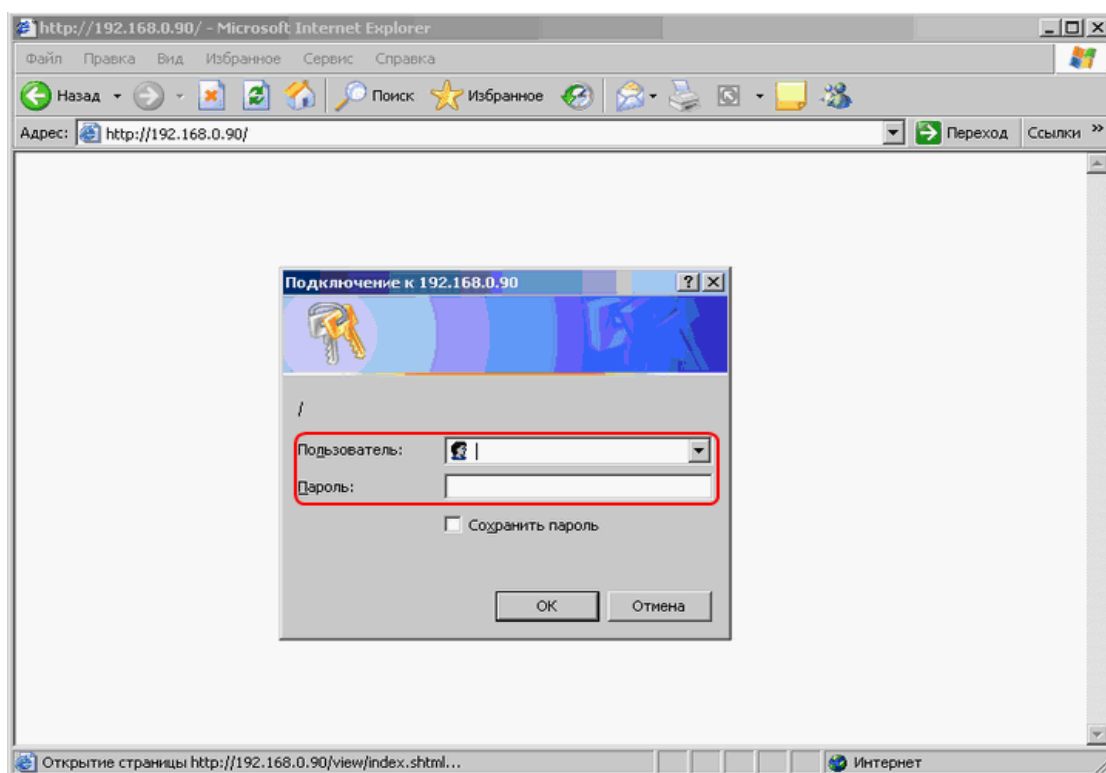 http://192.168.0.90/ - Microsoft Internet Explorer
Файл Правка Вид Избранное Сервис Справка
Назад Поиск Избранное
Адрес: http://192.168.0.90/ Переход Ссылки »
Подключение к 192.168.0.90
/
Пользователь:
Пароль:
Сохранить пароль
OK Отмена
Открытие страницы http://192.168.0.90/view/index.shtml... Интернет